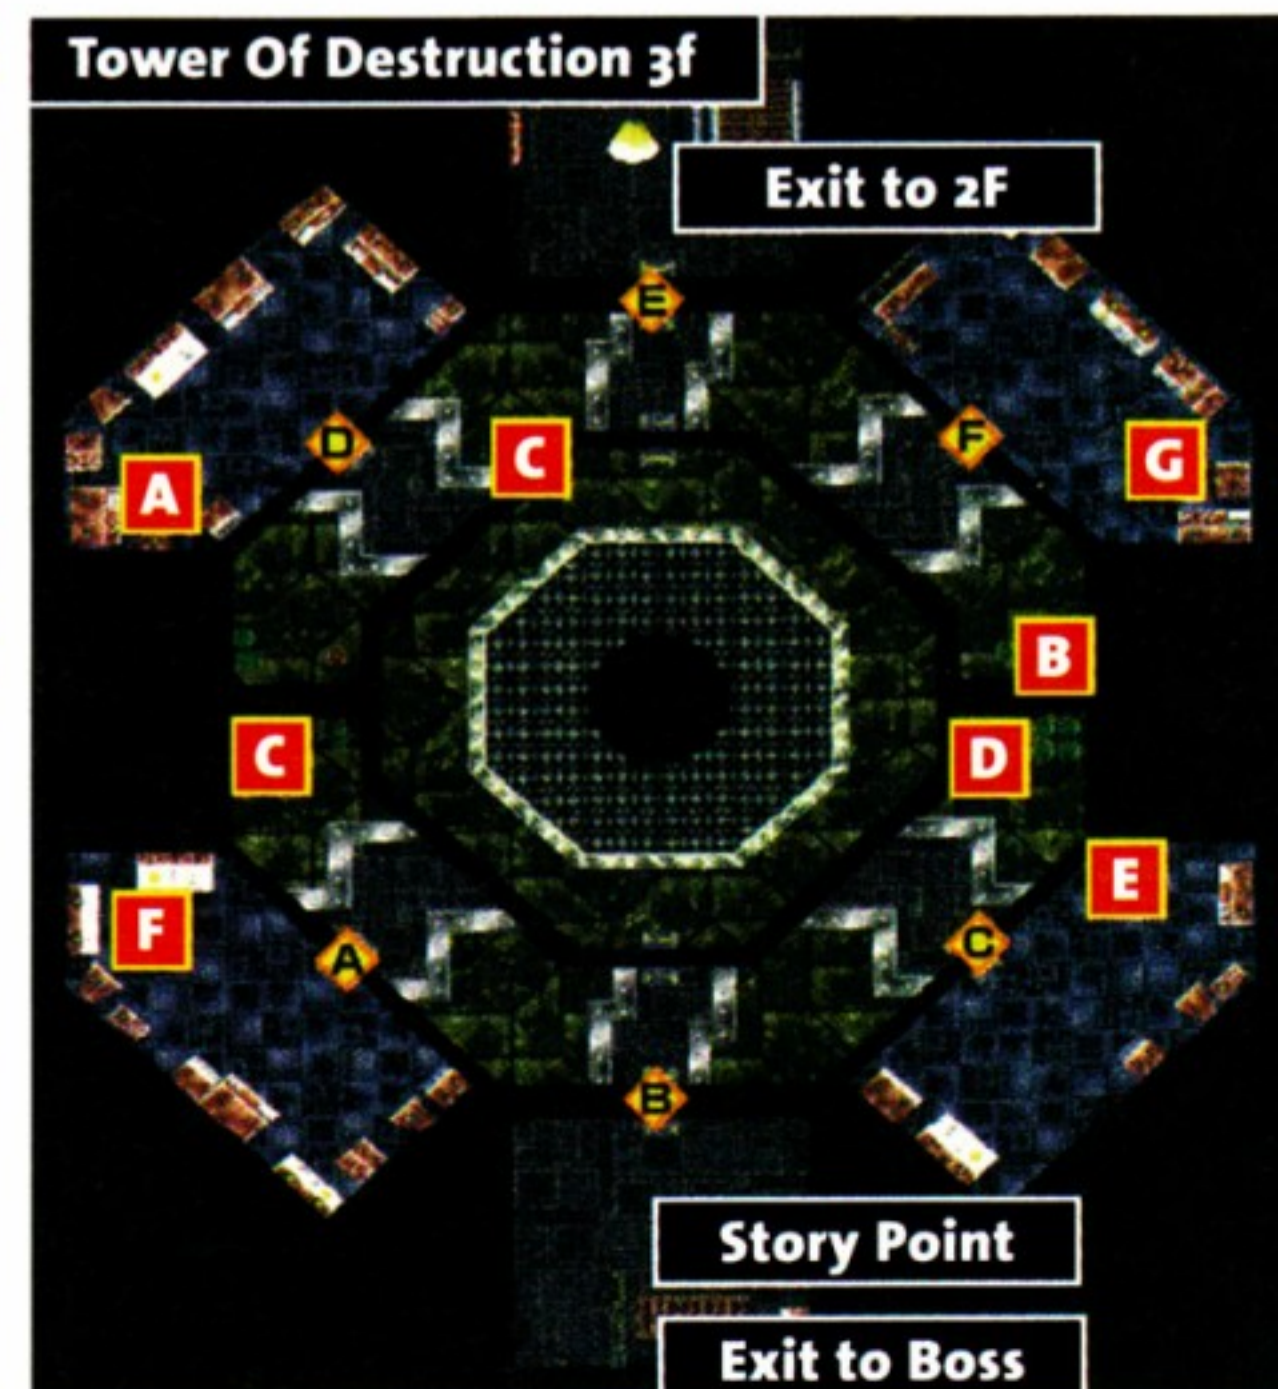 Tower Of Destruction 3f
Exit to 2F
E
D
C
F
G
A
B
C
D
E
F
A
C
B
Story Point
Exit to Boss